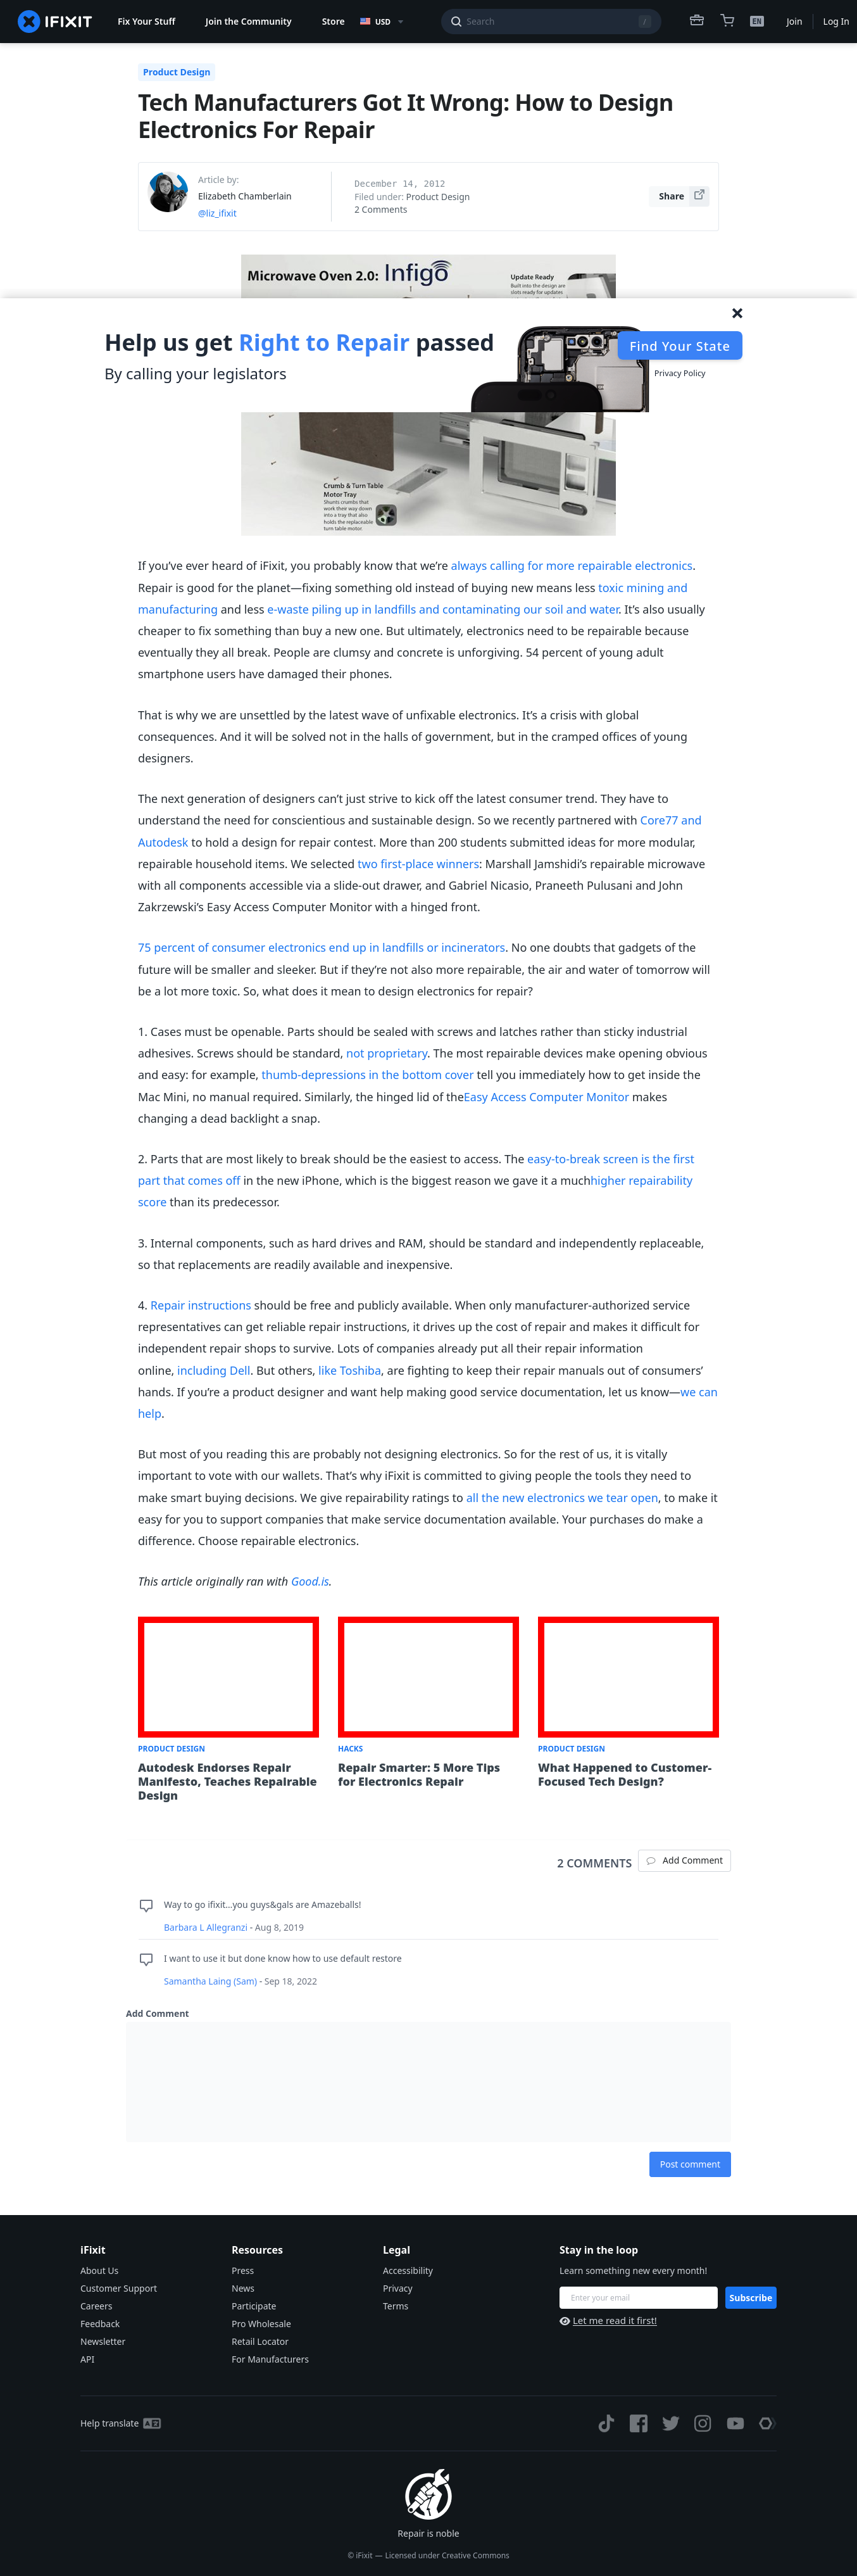 IFIXIT
Fix Your Stuff
Join the Community
Store
USD
Search
/
EN
Join
Log In
Product Design
Tech Manufacturers Got It Wrong: How to Design
Electronics For Repair
Article by:
Elizabeth Chamberlain
@liz_ifixit
December 14, 2012
Filed under: Product Design
2 Comments
Share
Microwave Oven 2.0: Infigo
Update Ready
Built into the design are
slots ready for updates
Help us get Right to Repair passed
By calling your legislators
Find Your State
Privacy Policy
Crumb & Turn Table
Motor Tray
Shunts crumbs that
work their way down
into a tray that also
holds the replaceable
turn table motor.
If you’ve ever heard of iFixit, you probably know that we’re always calling for more repairable electronics.
Repair is good for the planet—fixing something old instead of buying new means less toxic mining and
manufacturing and less e-waste piling up in landfills and contaminating our soil and water. It’s also usually
cheaper to fix something than buy a new one. But ultimately, electronics need to be repairable because
eventually they all break. People are clumsy and concrete is unforgiving. 54 percent of young adult
smartphone users have damaged their phones.
That is why we are unsettled by the latest wave of unfixable electronics. It’s a crisis with global
consequences. And it will be solved not in the halls of government, but in the cramped offices of young
designers.
The next generation of designers can’t just strive to kick off the latest consumer trend. They have to
understand the need for conscientious and sustainable design. So we recently partnered with Core77 and
Autodesk to hold a design for repair contest. More than 200 students submitted ideas for more modular,
repairable household items. We selected two first-place winners: Marshall Jamshidi’s repairable microwave
with all components accessible via a slide-out drawer, and Gabriel Nicasio, Praneeth Pulusani and John
Zakrzewski’s Easy Access Computer Monitor with a hinged front.
75 percent of consumer electronics end up in landfills or incinerators. No one doubts that gadgets of the
future will be smaller and sleeker. But if they’re not also more repairable, the air and water of tomorrow will
be a lot more toxic. So, what does it mean to design electronics for repair?
1. Cases must be openable. Parts should be sealed with screws and latches rather than sticky industrial
adhesives. Screws should be standard, not proprietary. The most repairable devices make opening obvious
and easy: for example, thumb-depressions in the bottom cover tell you immediately how to get inside the
Mac Mini, no manual required. Similarly, the hinged lid of theEasy Access Computer Monitor makes
changing a dead backlight a snap.
2. Parts that are most likely to break should be the easiest to access. The easy-to-break screen is the first
part that comes off in the new iPhone, which is the biggest reason we gave it a muchhigher repairability
score than its predecessor.
3. Internal components, such as hard drives and RAM, should be standard and independently replaceable,
so that replacements are readily available and inexpensive.
4. Repair instructions should be free and publicly available. When only manufacturer-authorized service
representatives can get reliable repair instructions, it drives up the cost of repair and makes it difficult for
independent repair shops to survive. Lots of companies already put all their repair information
online, including Dell. But others, like Toshiba, are fighting to keep their repair manuals out of consumers’
hands. If you’re a product designer and want help making good service documentation, let us know—we can
help.
But most of you reading this are probably not designing electronics. So for the rest of us, it is vitally
important to vote with our wallets. That’s why iFixit is committed to giving people the tools they need to
make smart buying decisions. We give repairability ratings to all the new electronics we tear open, to make it
easy for you to support companies that make service documentation available. Your purchases do make a
difference. Choose repairable electronics.
This article originally ran with Good.is.
PRODUCT DESIGN
Autodesk Endorses Repair
Manifesto, Teaches Repairable
Design
HACKS
Repair Smarter: 5 More Tips
for Electronics Repair
PRODUCT DESIGN
What Happened to Customer-
Focused Tech Design?
2 COMMENTS
Add Comment
Way to go ifixit...you guys&gals are Amazeballs!
Barbara L Allegranzi - Aug 8, 2019
I want to use it but done know how to use default restore
Samantha Laing (Sam) - Sep 18, 2022
Add Comment
Post comment
iFixit
About Us
Customer Support
Careers
Feedback
Newsletter
API
Resources
Press
News
Participate
Pro Wholesale
Retail Locator
For Manufacturers
Legal
Accessibility
Privacy
Terms
Stay in the loop
Learn something new every month!
Enter your email
Subscribe
Let me read it first!
Help translate
Repair is noble
© iFixit — Licensed under Creative Commons